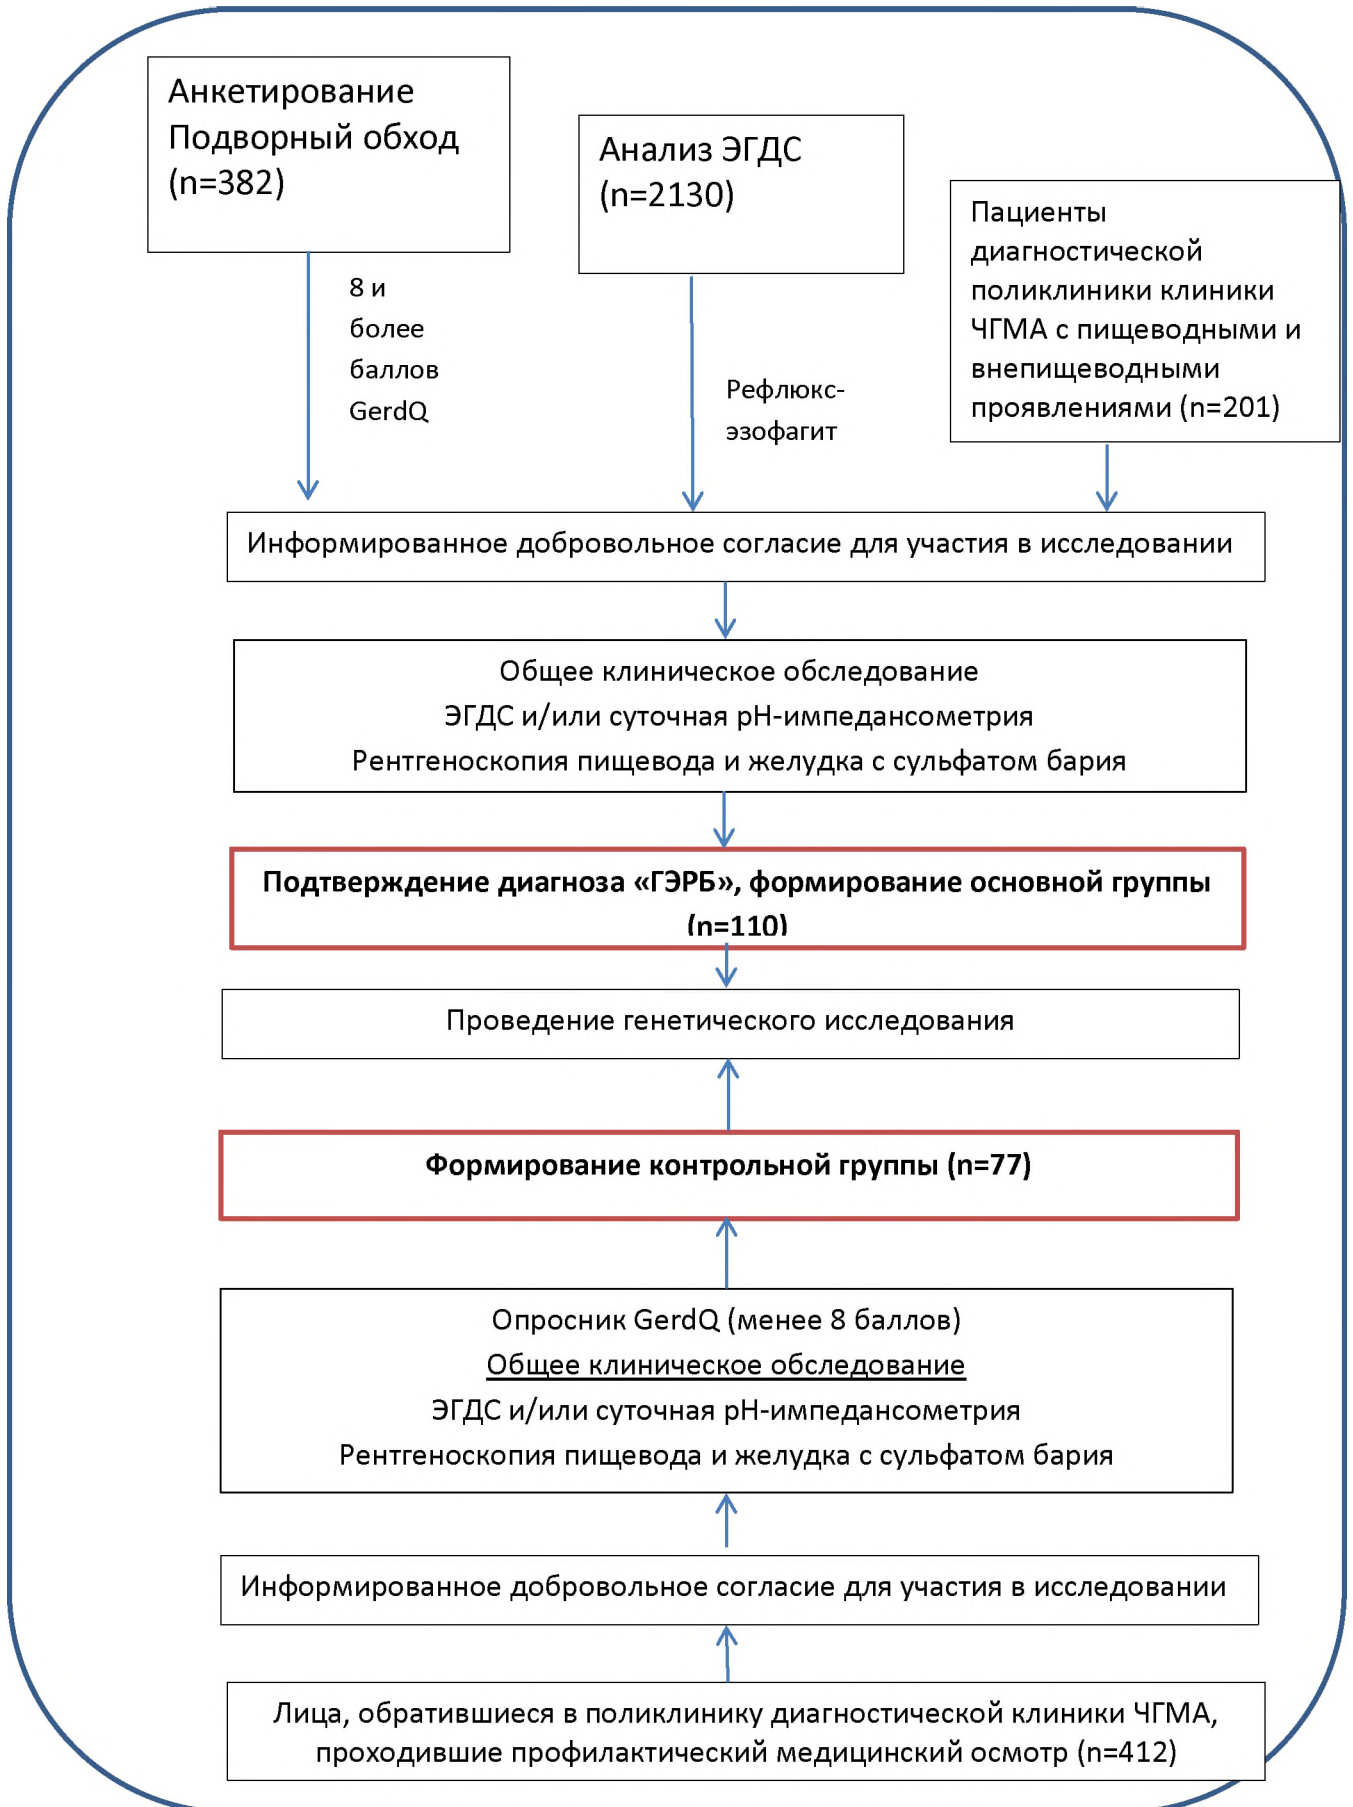 Анкетирование
Подворный обход
(n=382)
Анализ ЭГДС
(n=2130)
Пациенты
диагностической
поликлиники клиники
ЧГМА с пищеводными и
внепищеводными
проявлениями (n=201)
8 и
более
баллов
GerdQ
Рефлюкс-
эзофагит
Информированное добровольное согласие для участия в исследовании
Общее клиническое обследование
ЭГДС и/или суточная pH-импедансометрия
Рентгеноскопия пищевода и желудка с сульфатом бария
Подтверждение диагноза «ГЭРБ», формирование основной группы
(n=110)
Проведение генетического исследования
Формирование контрольной группы (n=77)
Опросник GerdQ (менее 8 баллов)
Общее клиническое обследование
ЭГДС и/или суточная pH-импедансометрия
Рентгеноскопия пищевода и желудка с сульфатом бария
Информированное добровольное согласие для участия в исследовании
Лица, обратившиеся в поликлинику диагностической клиники ЧГМА,
проходившие профилактический медицинский осмотр (n=412)